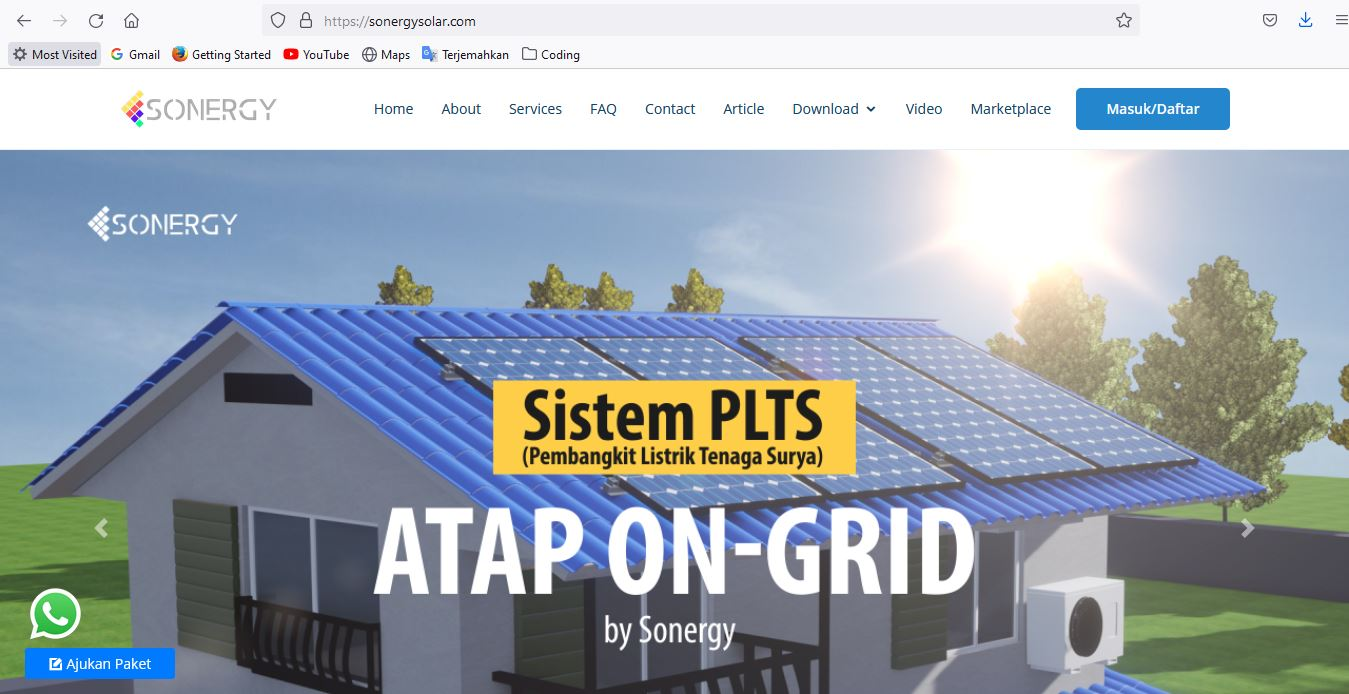 https://sonergysolar.com
Most Visited Gmail Getting Started YouTube Maps Terjemahkan Coding
SONERGY Home About Services FAQ Contact Article Download Video Marketplace Masuk/Daftar
SONERGY
Sistem PLTS
(Pembangkit Listrik Tenaga Surya)
ATAP ON-GRID
by Sonergy
Ajukan Paket